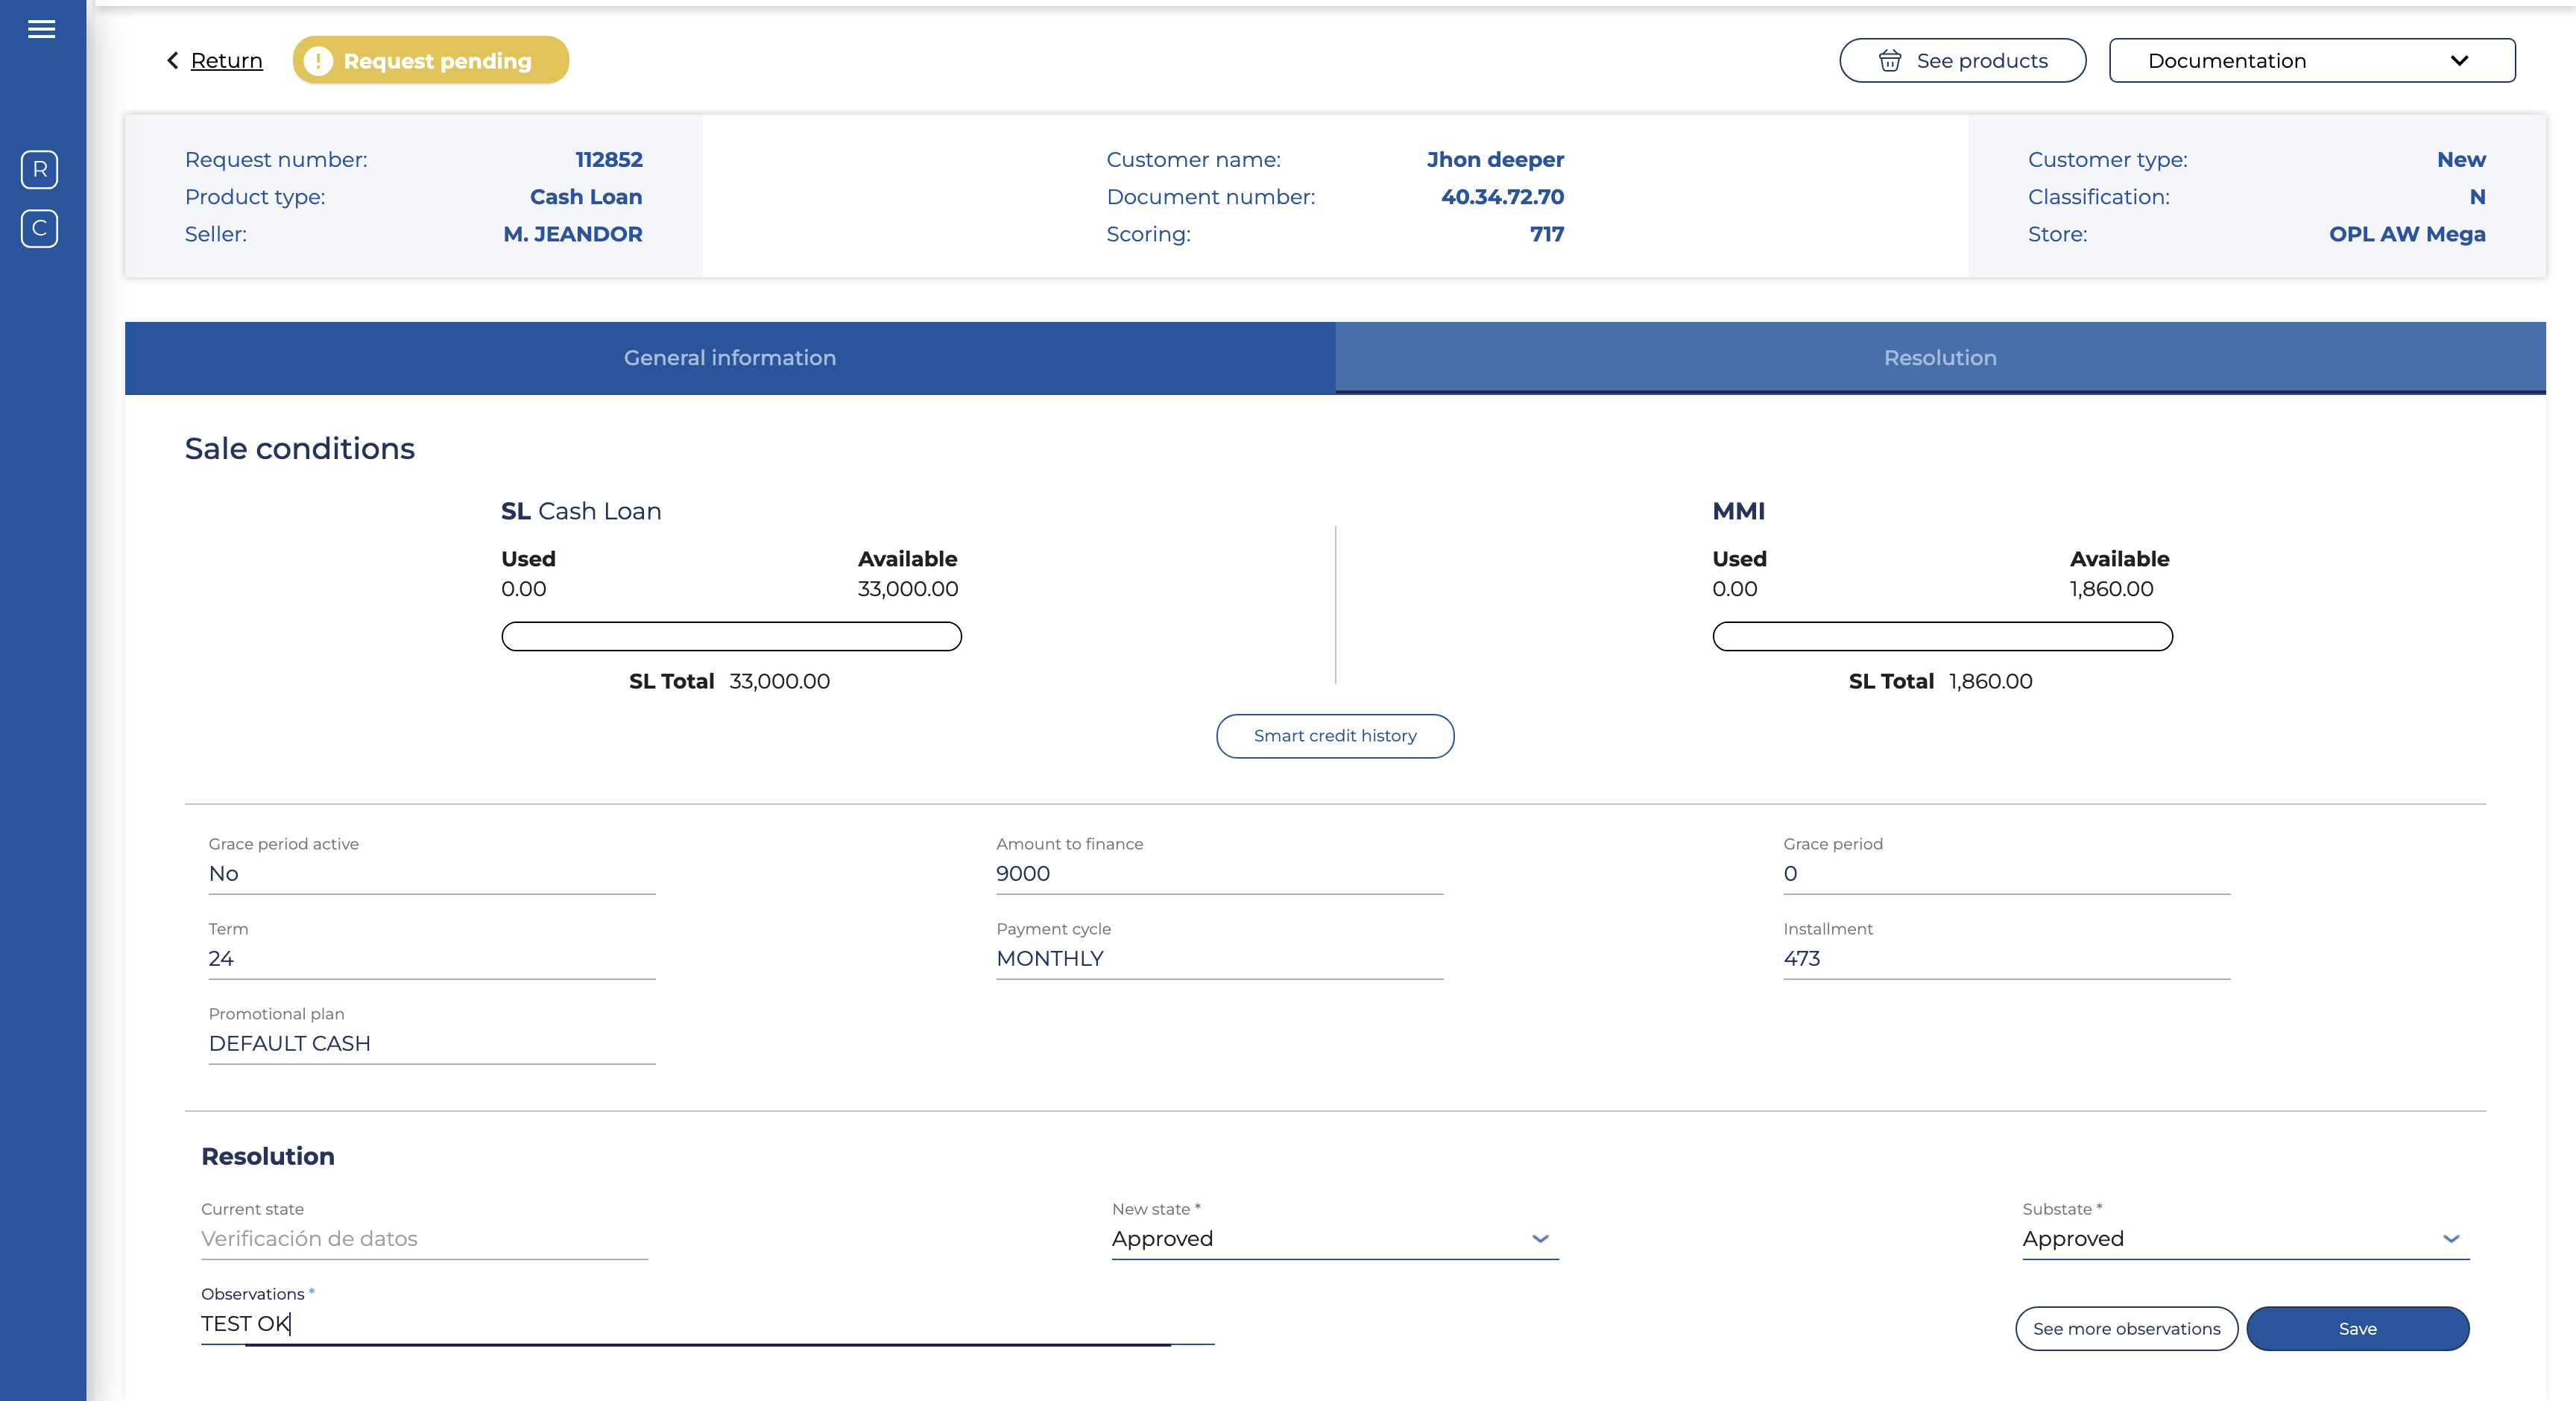 Return
Request pending
See products
Documentation
R
C
Request number: 112852
Product type: Cash Loan
Seller: M. JEANDOR
Customer name: Jhon deeper
Document number: 40.34.72.70
Scoring: 717
Customer type: New
Classification: N
Store: OPL AW Mega
General information
Resolution
Sale conditions
SL Cash Loan
Used Available
0.00 33,000.00
SL Total 33,000.00
MMI
Used Available
0.00 1,860.00
SL Total 1,860.00
Smart credit history
Grace period active
No
Amount to finance
9000
Grace period
0
Term
24
Payment cycle
MONTHLY
Installment
473
Promotional plan
DEFAULT CASH
Resolution
Current state
Verificación de datos
New state *
Approved
Substate *
Approved
Observations *
TEST OK
See more observations
Save